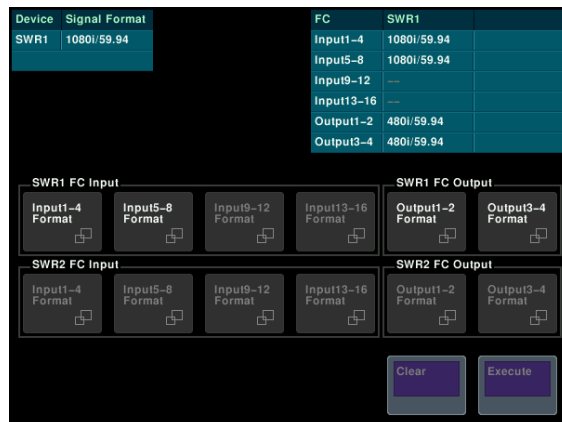 Device Signal Format
SWR1 1080i/59.94
FC SWR1
Input1–4 1080i/59.94
Input5–8 1080i/59.94
Input9–12 ––
Input13–16 ––
Output1–2 480i/59.94
Output3–4 480i/59.94
SWR1 FC Input
Input1–4 Format
Input5–8 Format
Input9–12 Format
Input13–16 Format
SWR1 FC Output
Output1–2 Format
Output3–4 Format
SWR2 FC Input
Input1–4 Format
Input5–8 Format
Input9–12 Format
Input13–16 Format
SWR2 FC Output
Output1–2 Format
Output3–4 Format
Clear
Execute